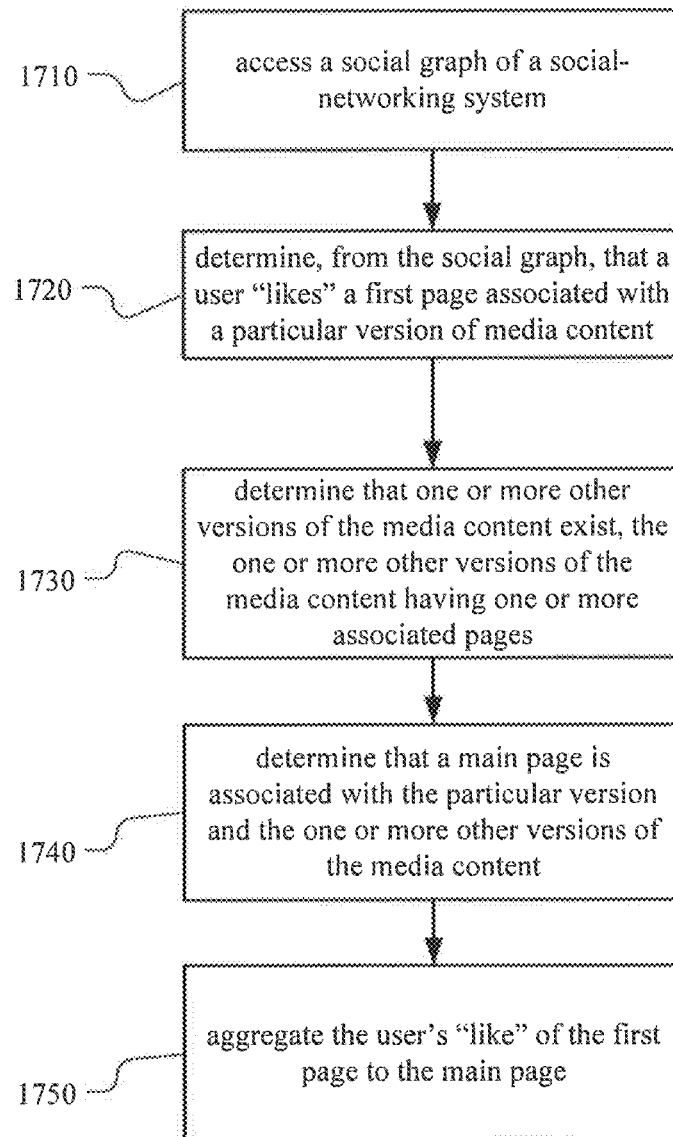 1710
access a social graph of a social-
networking system
1720
determine, from the social graph, that a
user “likes” a first page associated with
a particular version of media content
1730
determine that one or more other
versions of the media content exist, the
one or more other versions of the
media content having one or more
associated pages
1740
determine that a main page is
associated with the particular version
and the one or more other versions of
the media content
1750
aggregate the user’s “like” of the first
page to the main page